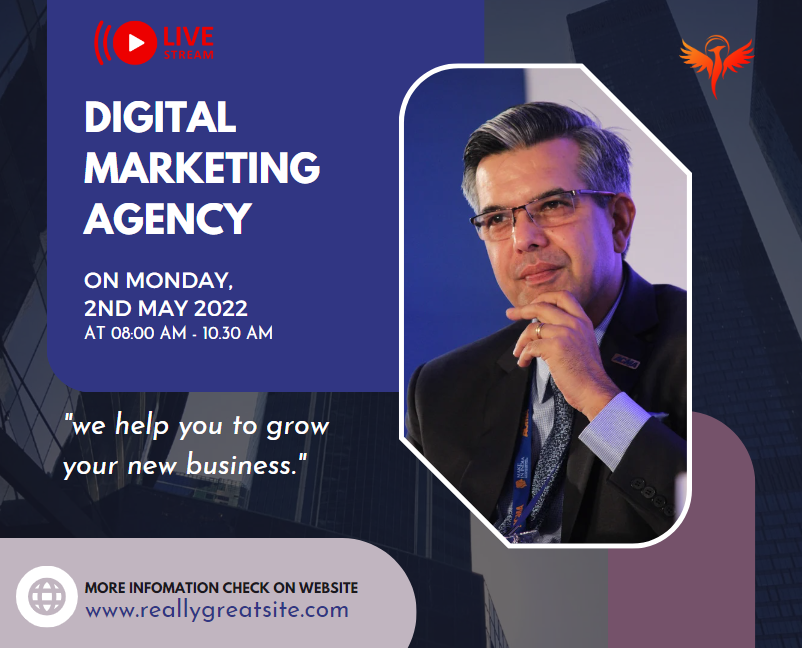 LIVE
STREAM
DIGITAL
MARKETING
AGENCY
ON MONDAY,
2ND MAY 2022
AT 08:00 AM - 10.30 AM
"we help you to grow
your new business."
MORE INFOMATION CHECK ON WEBSITE
www.reallygreatsite.com